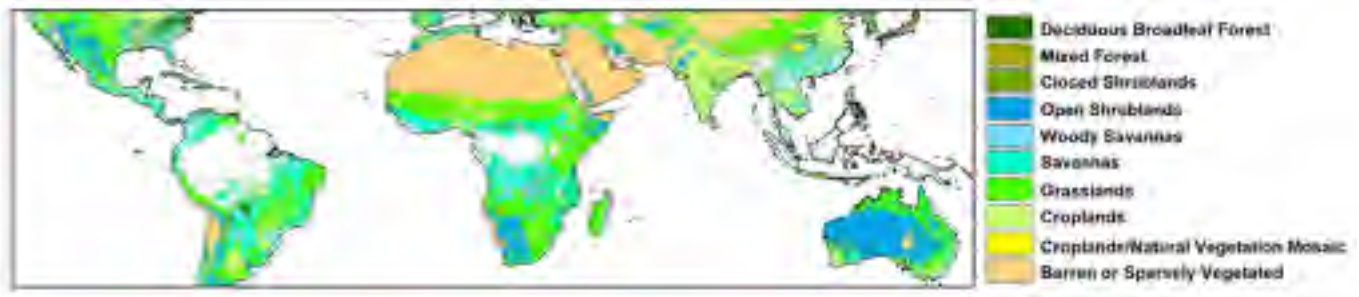 Deciduous Broadleaf Forest
Mixed Forest
Closed Shrublands
Open Shrublands
Woody Savannas
Savannas
Grasslands
Croplands
Croplands/Natural Vegetation Mosaic
Barren or Sparsely Vegetated